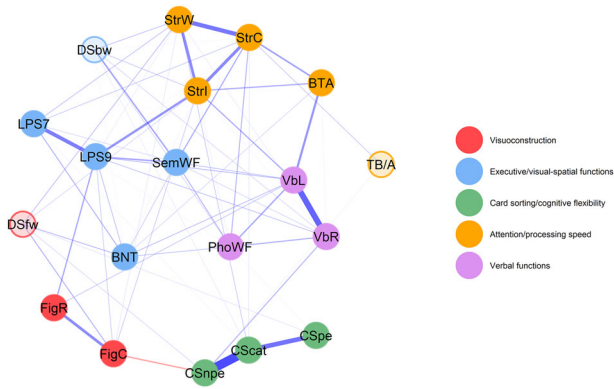 StrW
StrC
DSbw
StrI
BTA
LPS7
LPS9
SemWF
TB/A
VbL
DSfw
VbR
PhoWF
BNT
FigR
FigC
CSpe
CScat
CSnpe
Visuoconstruction
Executive/visual-spatial functions
Card sorting/cognitive flexibility
Attention/processing speed
Verbal functions